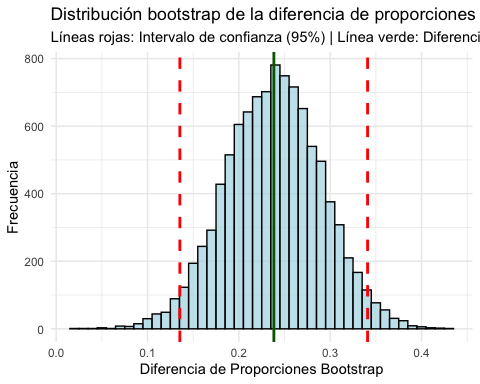 Distribución bootstrap de la diferencia de proporciones
Líneas rojas: Intervalo de confianza (95%) | Línea verde: Diferenci
800
600
400
200
0
Frecuencia
0.0 0.1 0.2 0.3 0.4
Diferencia de Proporciones Bootstrap